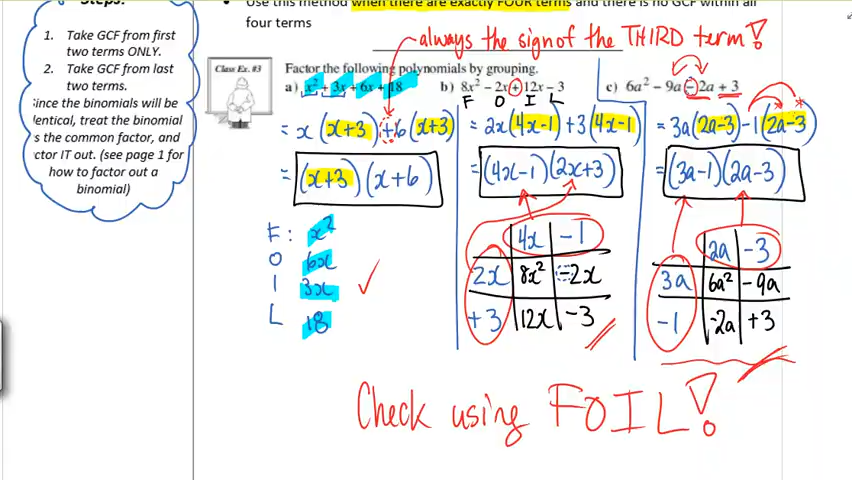 Steps:
Use this method when there are exactly FOUR terms and there is no GCF within all
four terms
1. Take GCF from first
two terms ONLY.
2. Take GCF from last
two terms.
ince the binomials will be
lentical, treat the binomial
s the common factor, and
ctor IT out. (see page 1 for
how to factor out a
binomial)
always the sign of the THIRD term!
Class Ex. #3
Factor the following polynomials by grouping.
a) x² + 3x + 6x + 18
= x (x+3) + 6 (x+3)
= (x+3) (x+6)
F: x²
O 6x
I 3x
L 18
b) 8x² − 2x + 12x − 3
F O I L
= 2x (4x-1) + 3 (4x-1)
= (4x-1) (2x+3)
4x -1
2x 8x² -2x
+3 12x -3
c) 6a² − 9a − 2a + 3
= 3a (2a-3) - 1 (2a-3)
= (3a-1) (2a-3)
2a -3
3a 6a² -9a
-1 -2a +3
Check using FOIL!